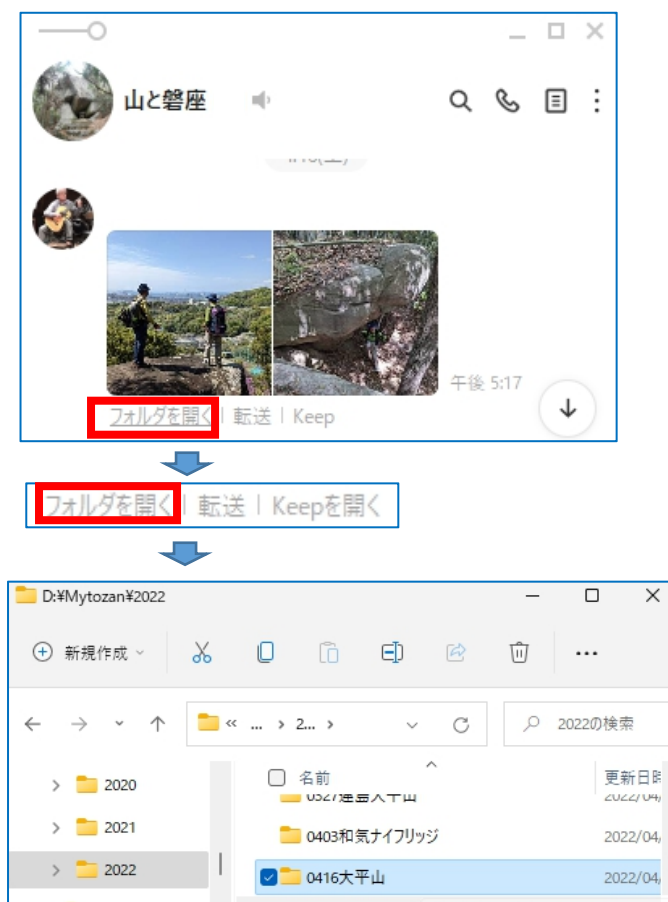 山と磐座
午後 5:17
フォルダを開く | 転送 | Keep
フォルダを開く | 転送 | Keepを開く
D:¥Mytozan¥2022
新規作成
« ... › 2... ›
2022の検索
名前
更新日時
2020
2022/04/
2021
0403和気ナイフリッジ
2022/04/
2022
0416大平山
2022/04/